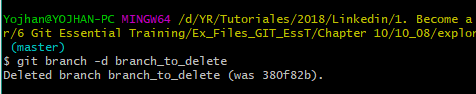 Yojhan@YOJHAN-PC MINGW64 /d/YR/Tutoriales/2018/Linkedin/1. Become a
r/6 Git Essential Training/Ex_Files_GIT_EssT/Chapter 10/10_08/explor
(master)
$ git branch -d branch_to_delete
Deleted branch branch_to_delete (was 380f82b).